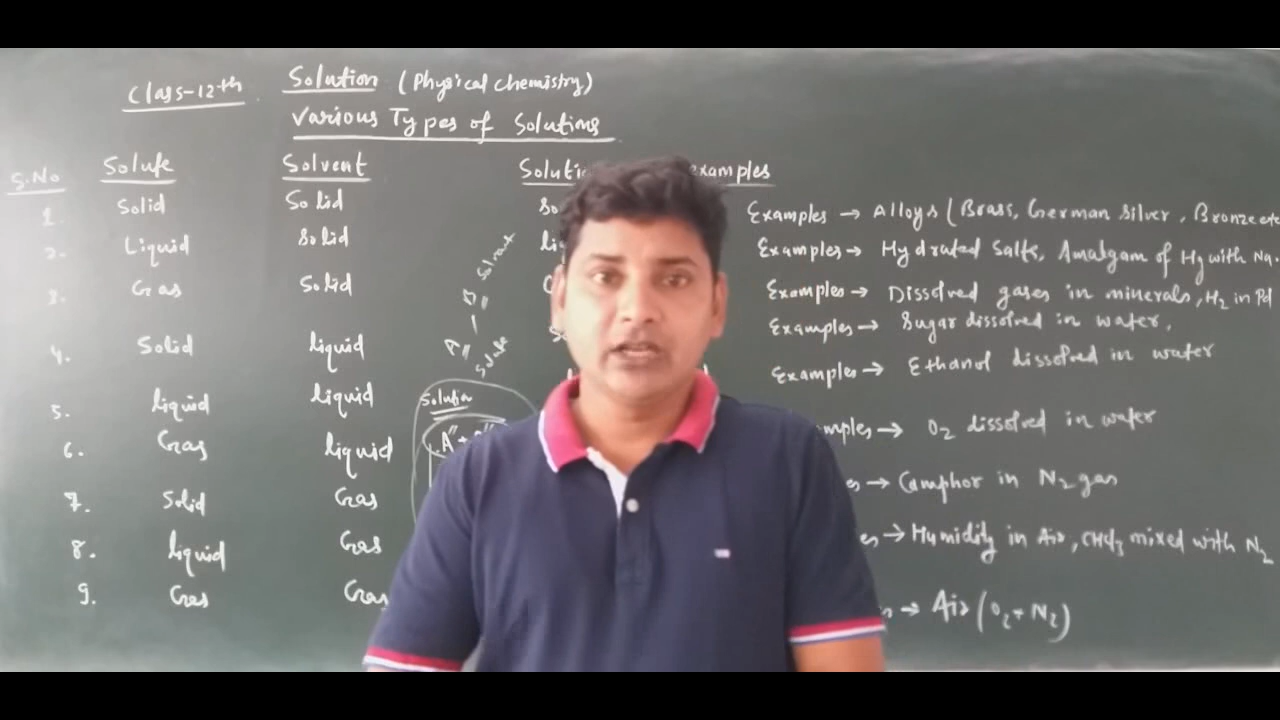 Class-12th Solution (Physical chemistry)
Various Types of Solutions
S.No Solute Solvent examples
1. Solid Solid Examples → Alloys (Brass, German Silver, Bronze etc
2. Liquid Solid Examples → Hydrated Salts, Amalgam of Hg with Na.
3. Gas Solid Examples → Dissolved gases in minerals, H2 in Pd
4. Solid liquid Examples → Sugar dissolved in water.
5. liquid liquid Examples → Ethanol dissolved in water
6. Gas liquid → O2 dissolved in water
7. Solid Gas → Camphor in N2 gas
8. liquid Gas → Humidity in Air, CHCl3 mixed with N2
9. Gas Gas → Air (O2 + N2)
A" — B"
solute Solvent
Solution